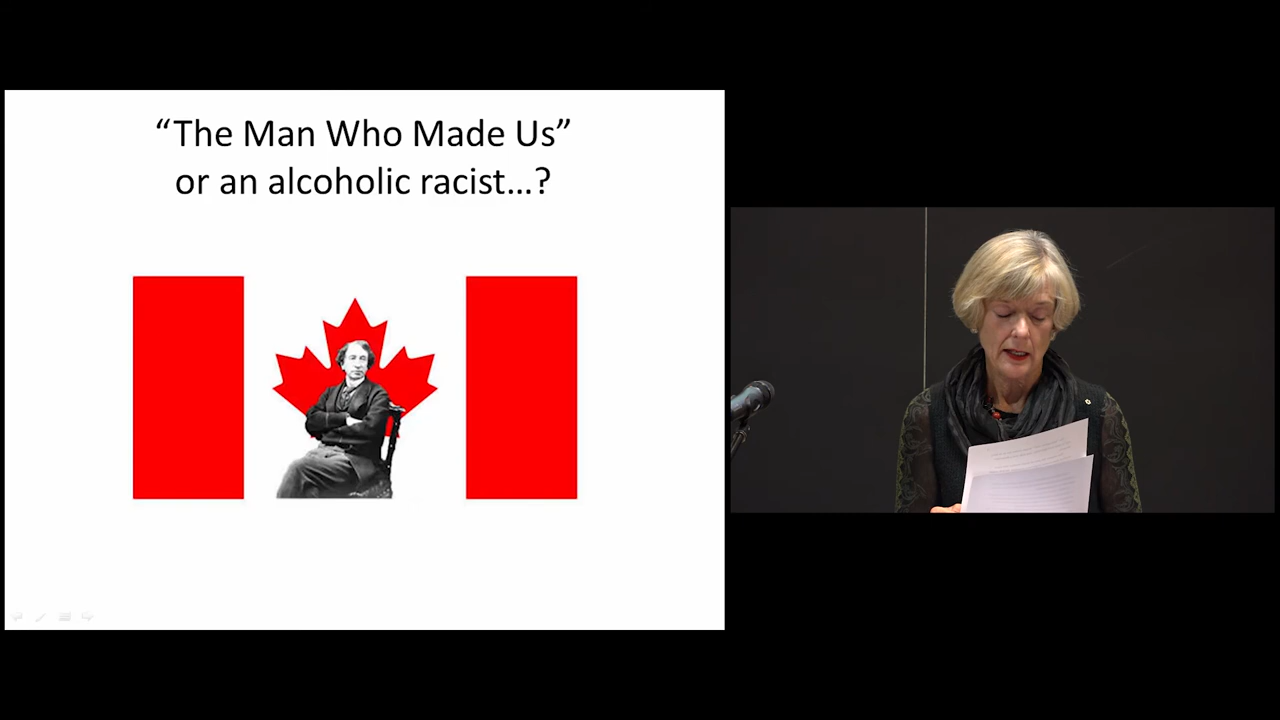 “The Man Who Made Us”
or an alcoholic racist…?